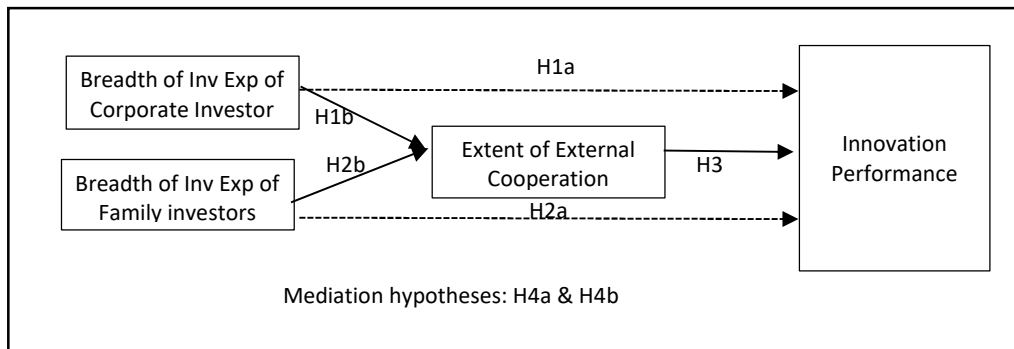 Breadth of Inv Exp of
Corporate Investor
H1a
H1b
Extent of External
Cooperation
H3
Innovation
Performance
H2b
Breadth of Inv Exp of
Family investors
H2a
Mediation hypotheses: H4a & H4b